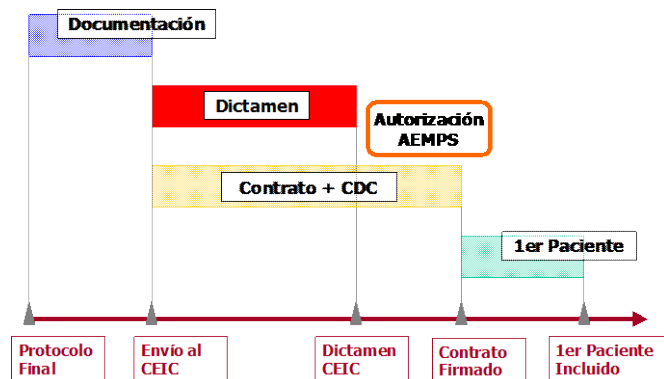 Documentación
Dictamen
Autorización
AEMPS
Contrato + CDC
1er Paciente
Protocolo
Final
Envío al
CEIC
Dictamen
CEIC
Contrato
Firmado
1er Paciente
Incluido